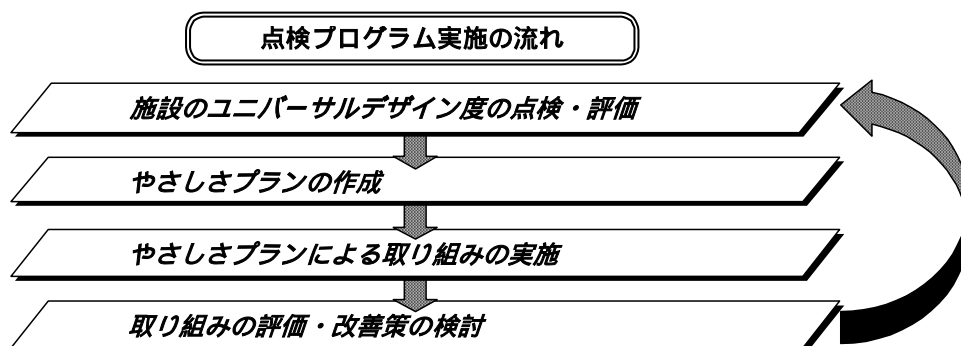 点検プログラム実施の流れ
施設のユニバーサルデザイン度の点検・評価
やさしさプランの作成
やさしさプランによる取り組みの実施
取り組みの評価・改善策の検討